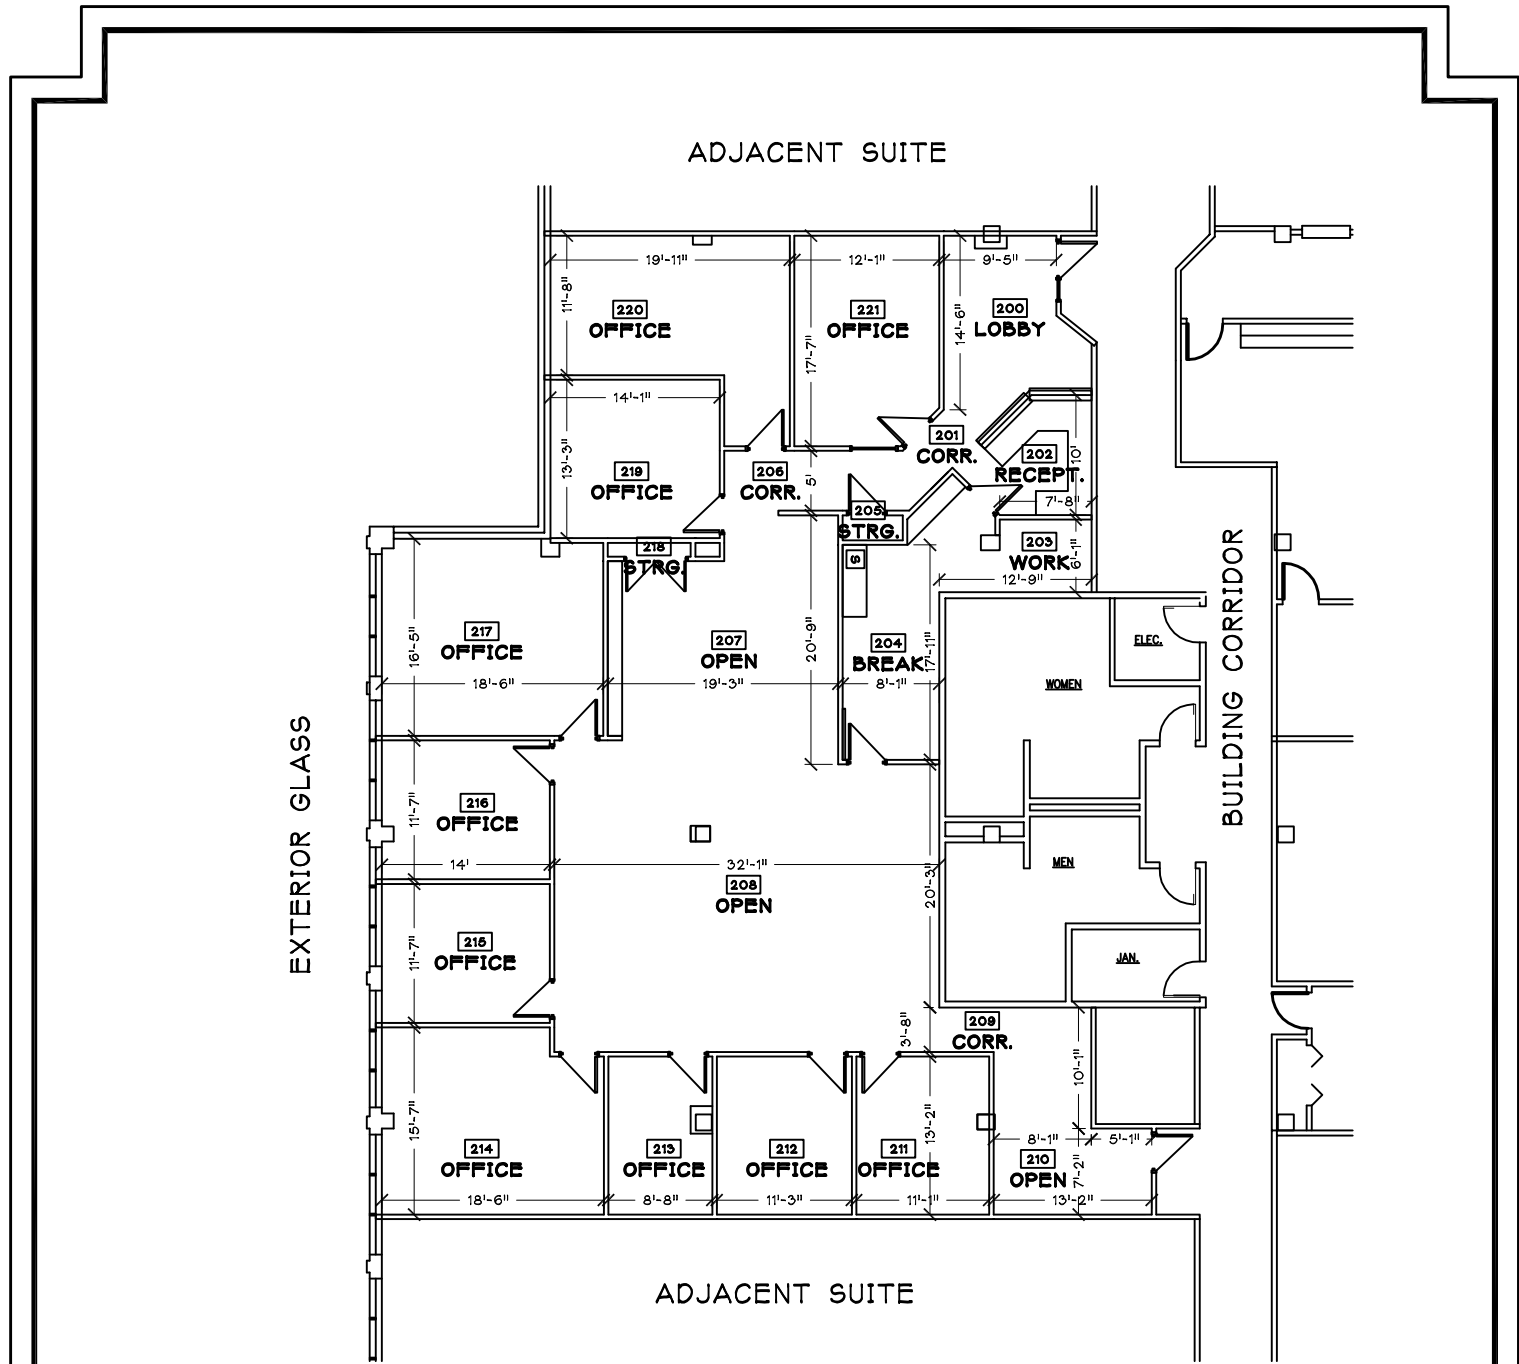 ADJACENT SUITE
19'-11"
12'-1"
9'-5"
11'-8"
220
OFFICE
221
OFFICE
200
LOBBY
14'-6"
17'-7"
14'-1"
201
CORR.
202
RECEPT.
10'
7'-8"
13'-3"
219
OFFICE
206
CORR.
5'
205
STRG.
203
WORK
6'-1"
12'-9"
218
STRG.
S
217
OFFICE
16'-5"
18'-6"
207
OPEN
19'-3"
20'-9"
204
BREAK
17'-11"
8'-1"
ELEC.
WOMEN
BUILDING CORRIDOR
EXTERIOR GLASS
216
OFFICE
11'-7"
14'
32'-1"
208
OPEN
20'-3"
MEN
215
OFFICE
11'-7"
JAN.
209
CORR.
3'-8"
10'-1"
15'-7"
214
OFFICE
18'-6"
213
OFFICE
8'-8"
212
OFFICE
11'-3"
211
OFFICE
11'-1"
13'-2"
8'-1"
5'-1"
210
OPEN
7'-2"
13'-2"
ADJACENT SUITE